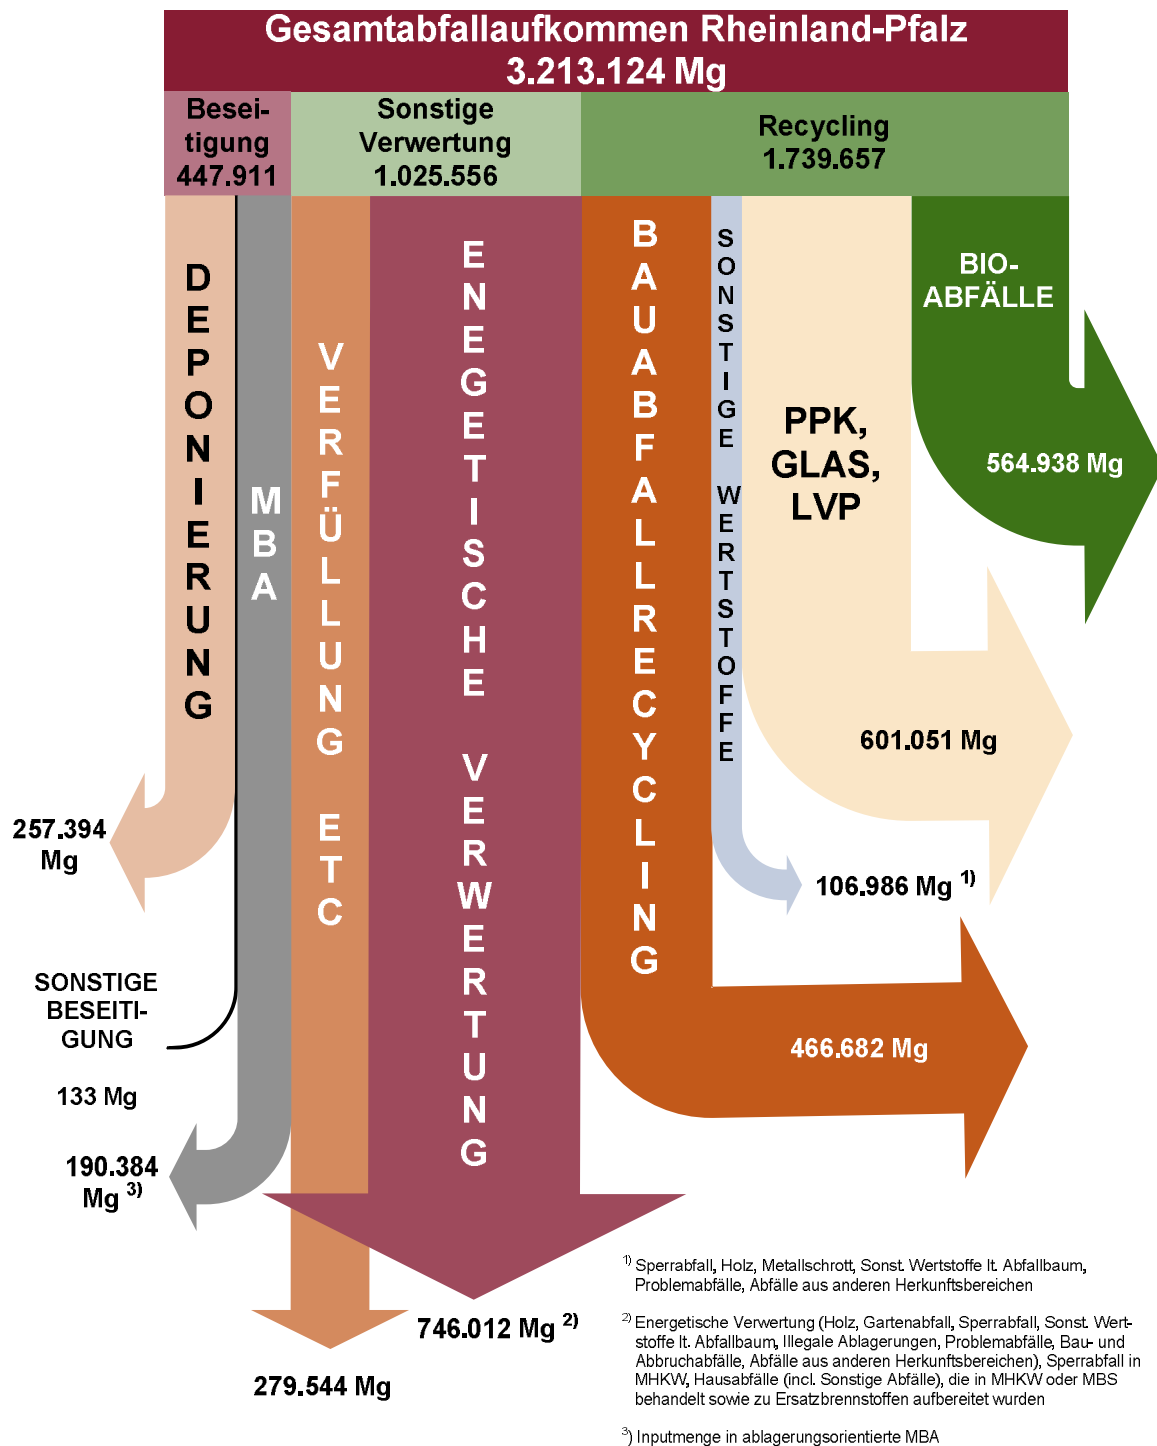 Gesamtabfallaufkommen Rheinland-Pfalz
3.213.124 Mg
Besei-
tigung
447.911
Sonstige
Verwertung
1.025.556
Recycling
1.739.657
DEPONIERUNG
MBA
VERFÜLLUNG ETC
ENEGETISCHE VERWERTUNG
BAUABFALLRECYCLING
SONSTIGE WERTSTOFFE
PPK,
GLAS,
LVP
BIO-
ABFÄLLE
564.938 Mg
601.051 Mg
106.986 Mg 1)
466.682 Mg
257.394
Mg
SONSTIGE
BESEITI-
GUNG
133 Mg
190.384
Mg 3)
746.012 Mg 2)
279.544 Mg
1) Sperrabfall, Holz, Metallschrott, Sonst. Wertstoffe lt. Abfallbaum,
Problemabfälle, Abfälle aus anderen Herkunftsbereichen
2) Energetische Verwertung (Holz, Gartenabfall, Sperrabfall, Sonst. Wert-
stoffe lt. Abfallbaum, Illegale Ablagerungen, Problemabfälle, Bau- und
Abbruchabfälle, Abfälle aus anderen Herkunftsbereichen), Sperrabfall in
MHKW, Hausabfälle (incl. Sonstige Abfälle), die in MHKW oder MBS
behandelt sowie zu Ersatzbrennstoffen aufbereitet wurden
3) Inputmenge in ablagerungsorientierte MBA